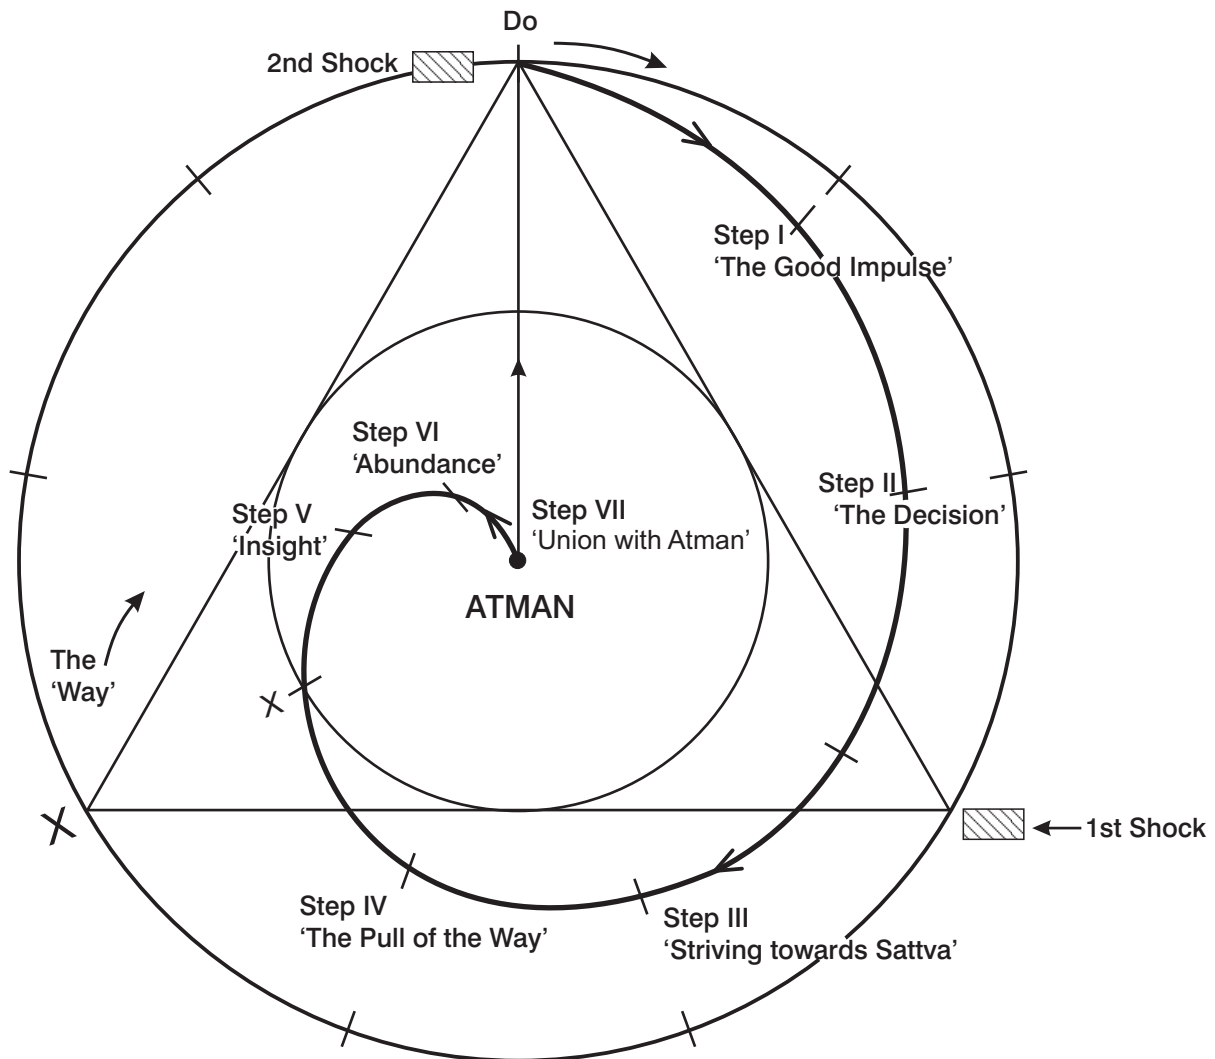 Do
2nd Shock
Step I
‘The Good Impulse’
Step VI
‘Abundance’
Step II
‘The Decision’
Step V
‘Insight’
Step VII
‘Union with Atman’
ATMAN
The
‘Way’
X
X
1st Shock
Step IV
‘The Pull of the Way’
Step III
‘Striving towards Sattva’